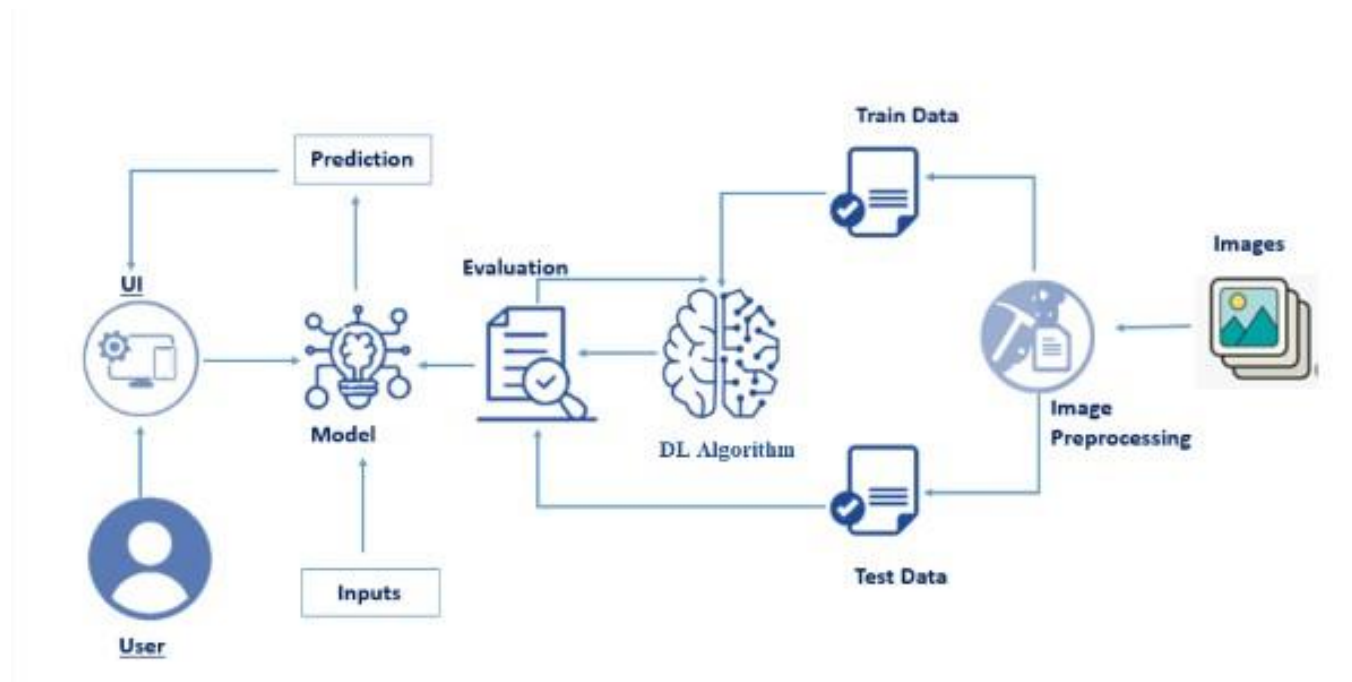 Train Data
Prediction
Images
Evaluation
UI
Model
Image
Preprocessing
DL Algorithm
Test Data
Inputs
User